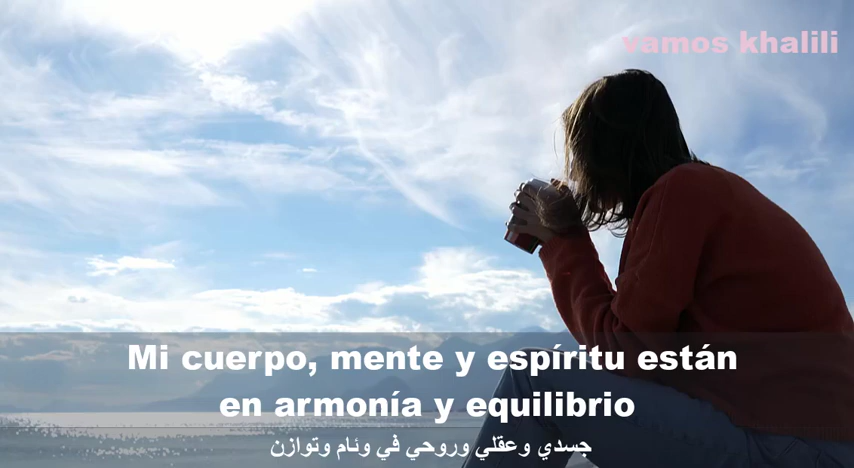 vamos khalili
Mi cuerpo, mente y espíritu están
en armonía y equilibrio
جسدي وعقلي وروحي في وئام وتوازن